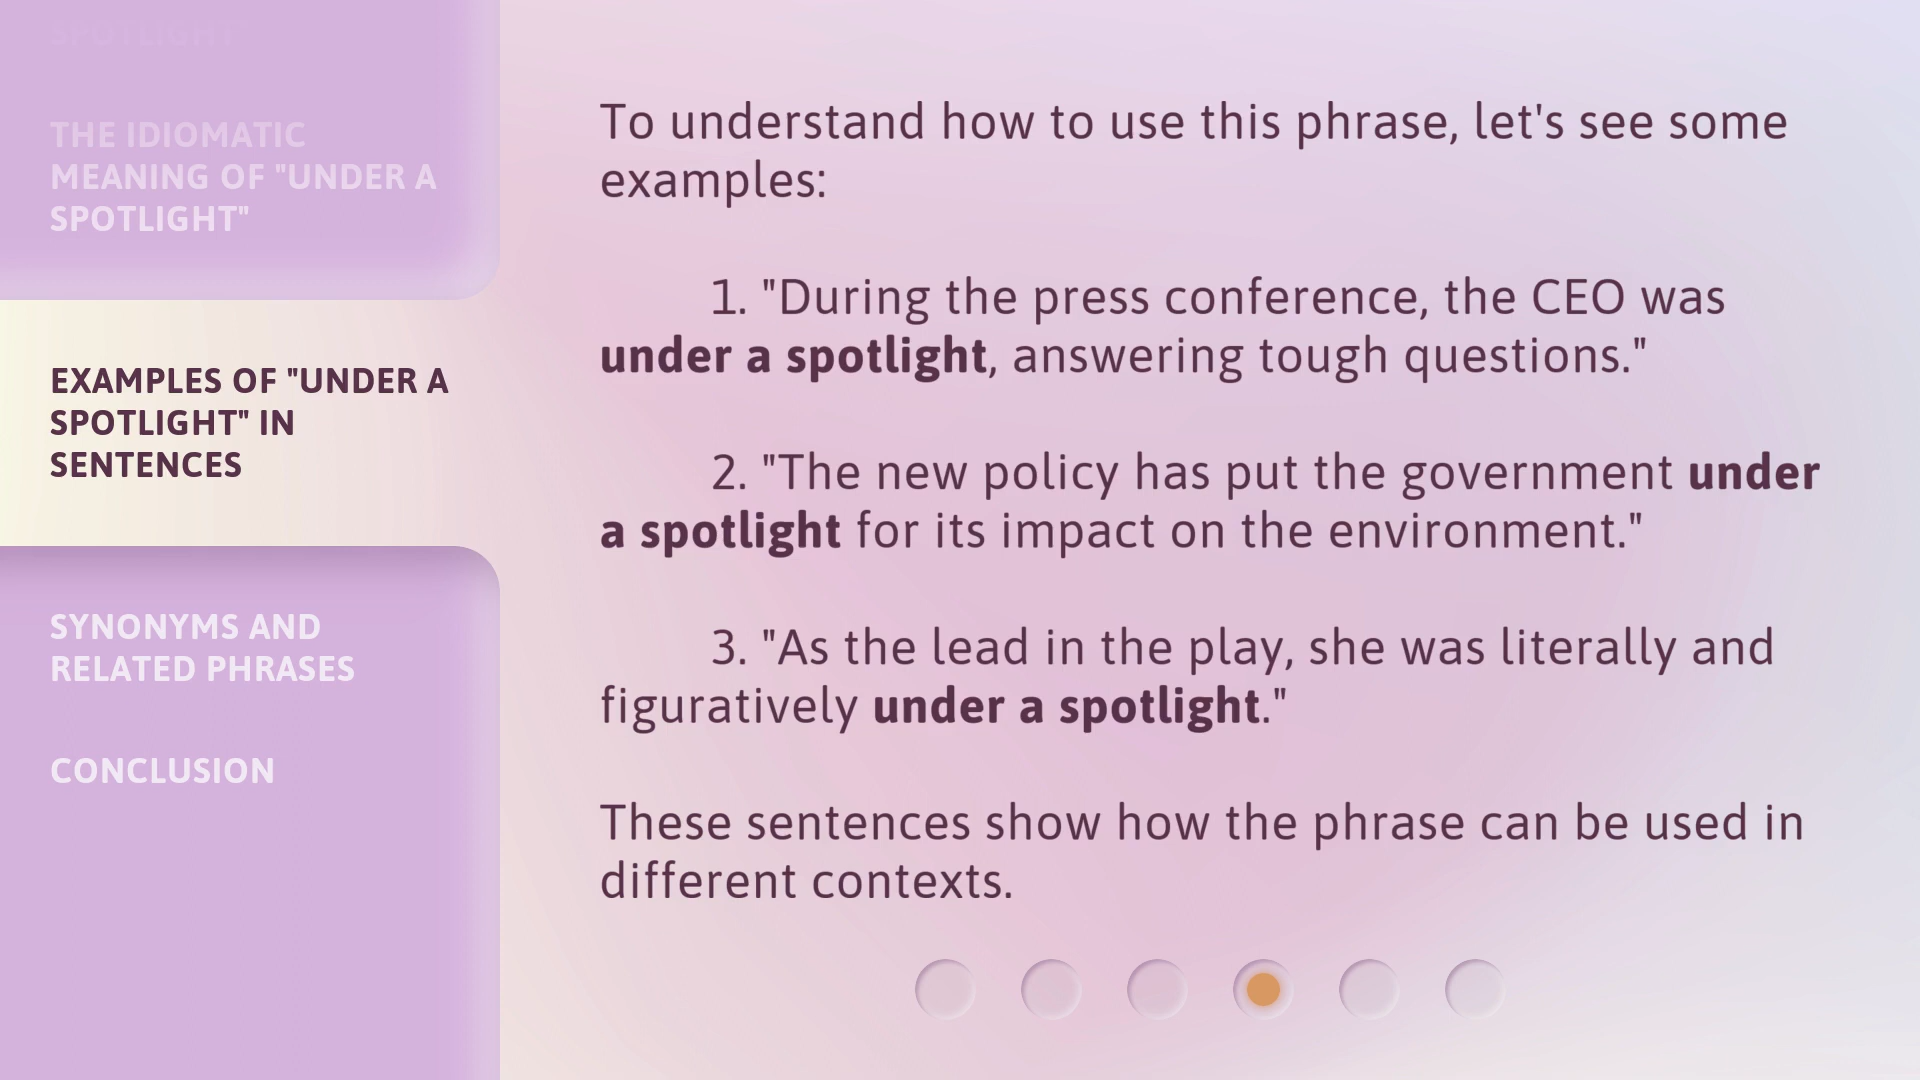 SPOTLIGHT"
THE IDIOMATIC
MEANING OF "UNDER A
SPOTLIGHT"
EXAMPLES OF "UNDER A
SPOTLIGHT" IN
SENTENCES
SYNONYMS AND
RELATED PHRASES
CONCLUSION
To understand how to use this phrase, let's see some
examples:
1. "During the press conference, the CEO was
under a spotlight, answering tough questions."
2. "The new policy has put the government under
a spotlight for its impact on the environment."
3. "As the lead in the play, she was literally and
figuratively under a spotlight."
These sentences show how the phrase can be used in
different contexts.